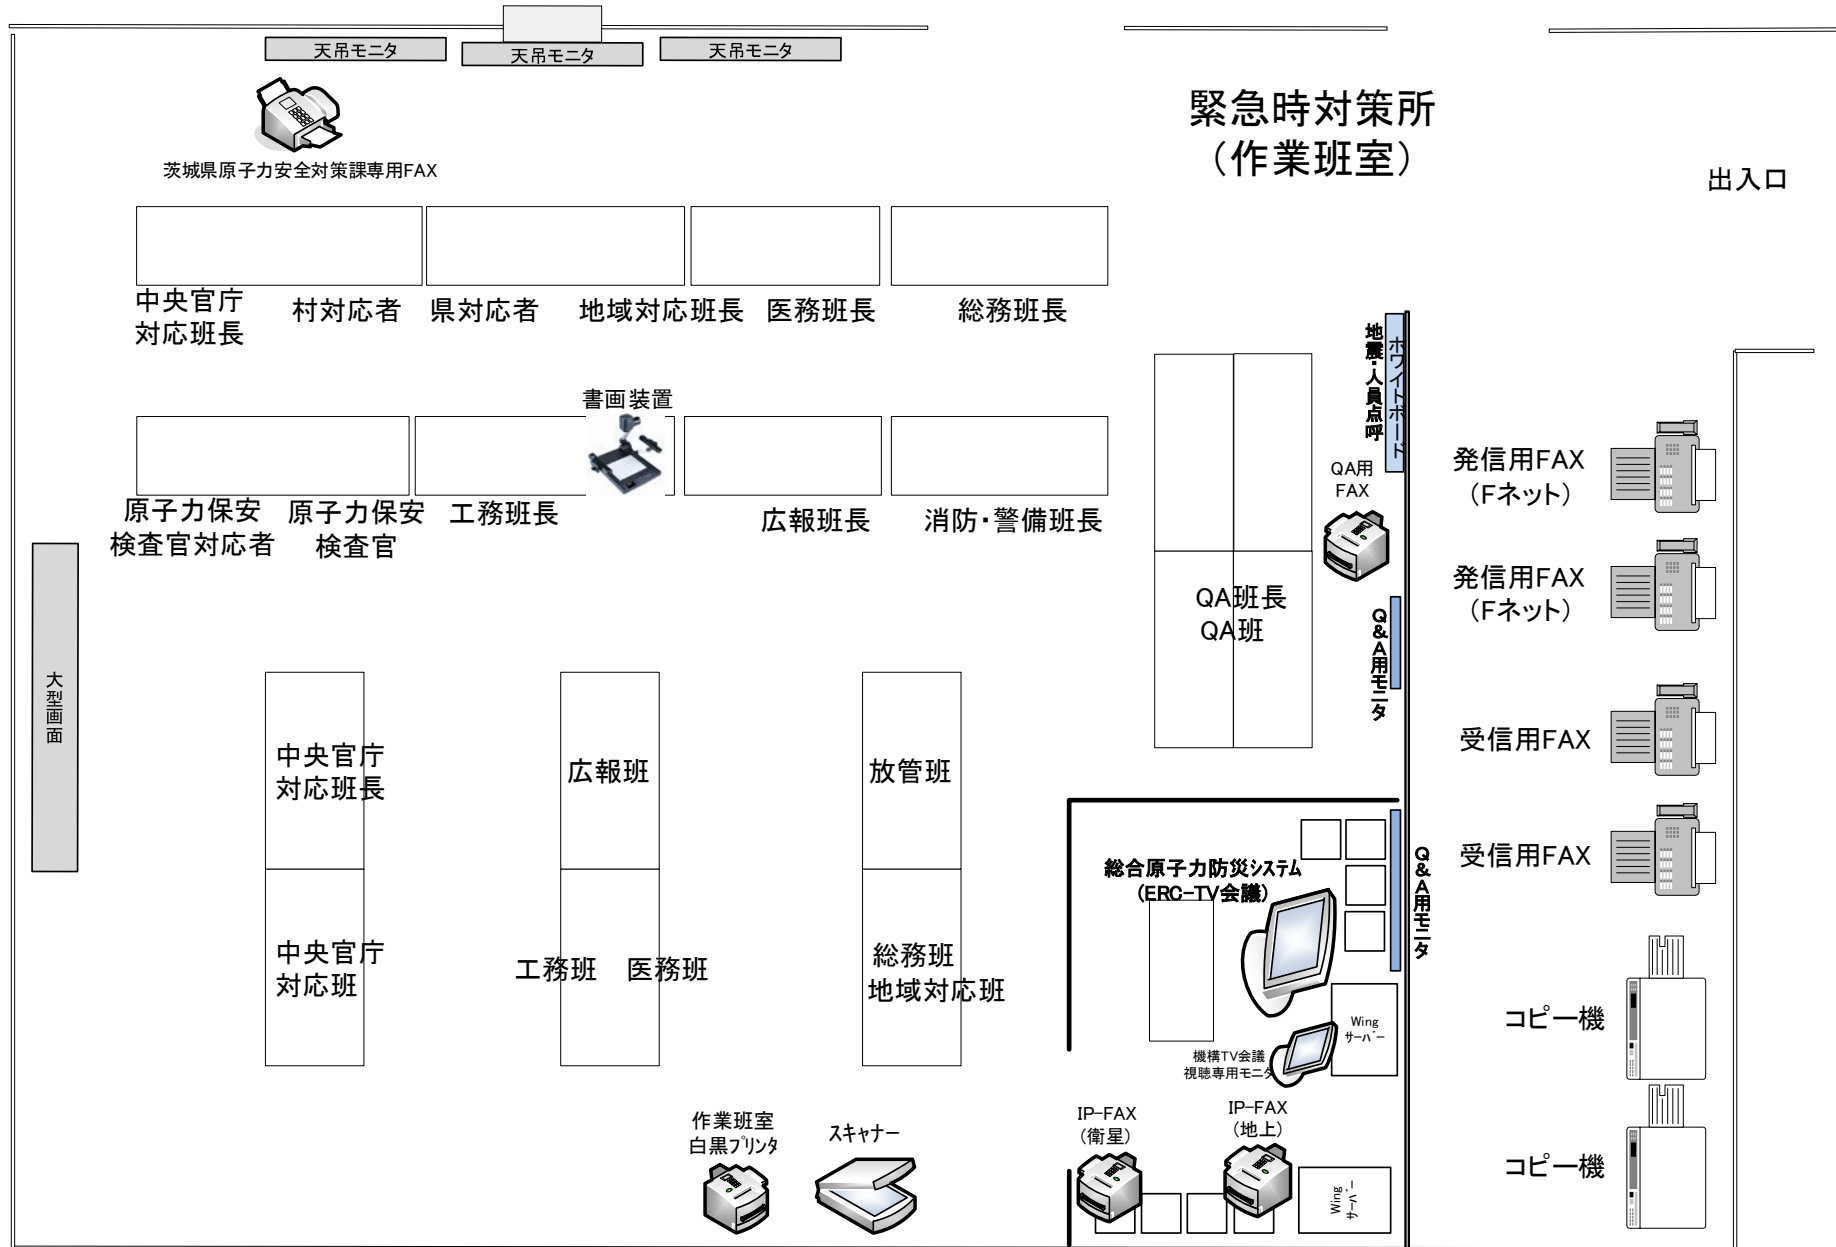 天吊モニタ
天吊モニタ
天吊モニタ
緊急時対策所
（作業班室）
出入口
茨城県原子力安全対策課専用FAX
中央官庁
対応班長
村対応者
県対応者
地域対応班長
医務班長
総務班長
地震・人員点呼
ホワイトボード
書画装置
原子力保安
検査官対応者
原子力保安
検査官
工務班長
広報班長
消防・警備班長
QA用
FAX
発信用FAX
（Fネット）
発信用FAX
（Fネット）
QA班長
QA班
Q&A用モニタ
大型画面
中央官庁
対応班長
広報班
放管班
受信用FAX
受信用FAX
総合原子力防災システム
（ERC-TV会議）
Q&A用モニタ
中央官庁
対応班
工務班
医務班
総務班
地域対応班
Wing
サーバー
機構TV会議
視聴専用モニタ
コピー機
コピー機
作業班室
白黒プリンタ
スキャナー
IP-FAX
（衛星）
IP-FAX
（地上）
Wing
サーバー